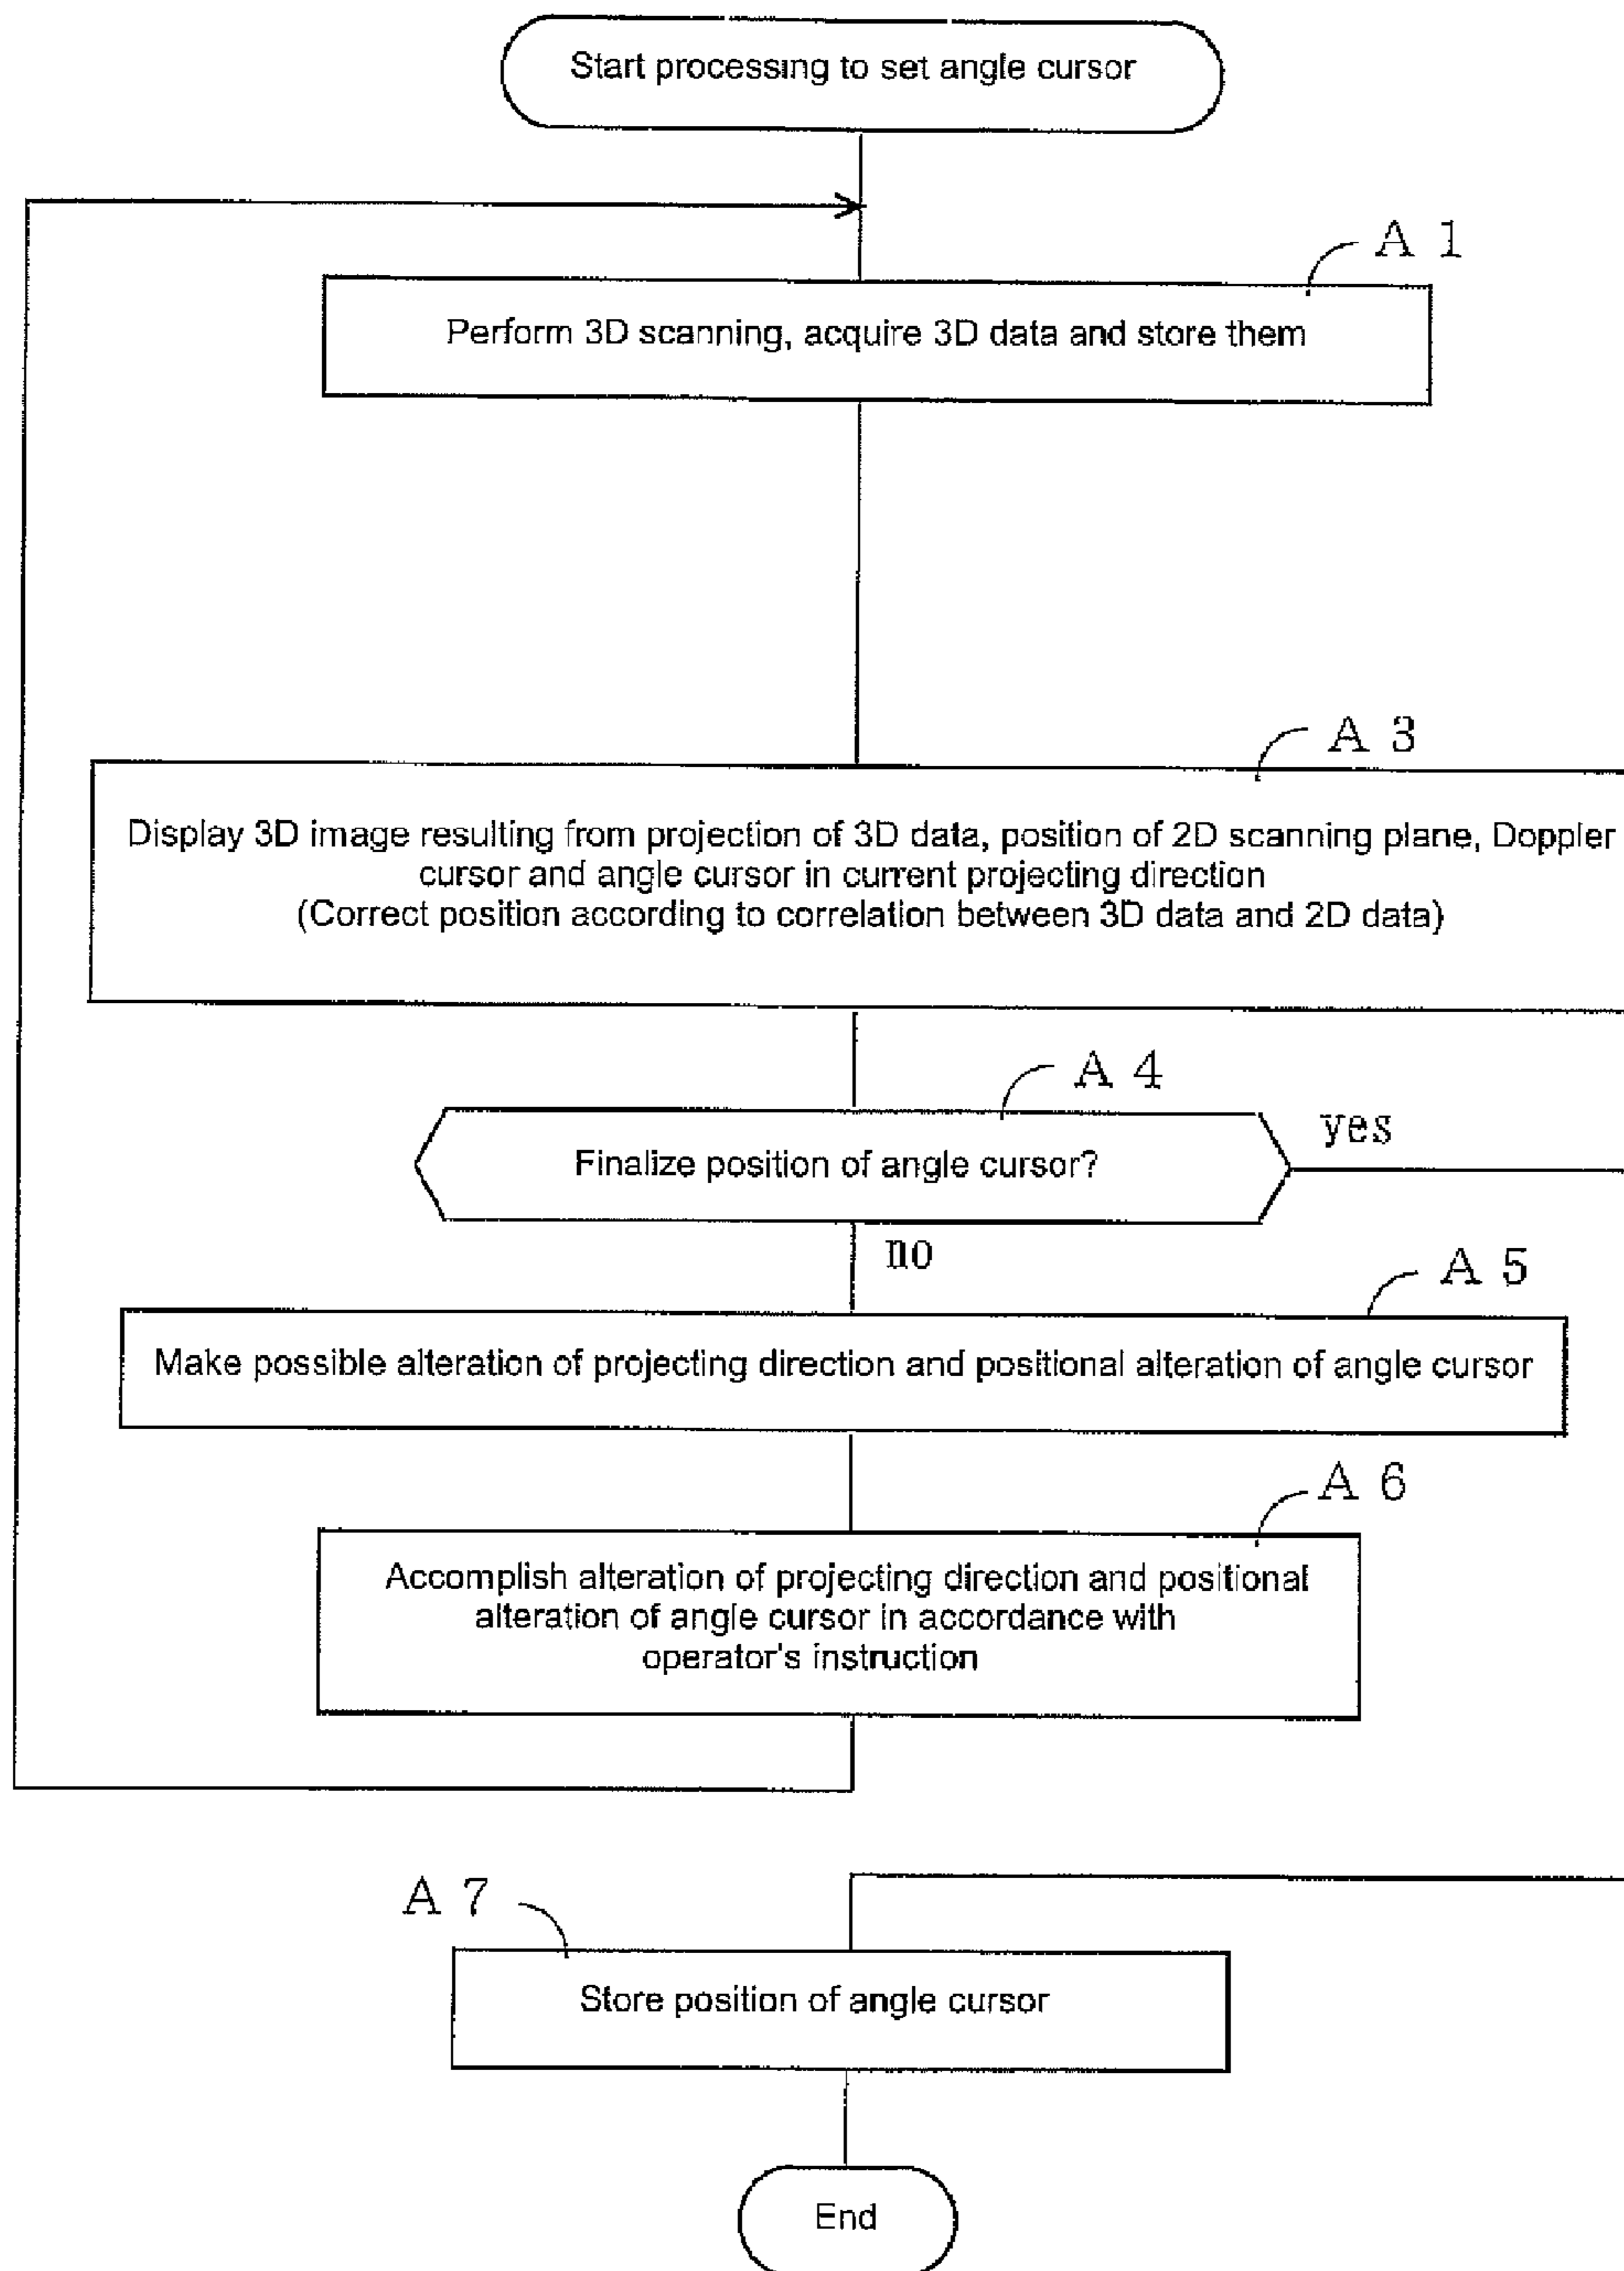 Start processing to set angle cursor
A 1
Perform 3D scanning, acquire 3D data and store them
A 3
Display 3D image resulting from projection of 3D data, position of 2D scanning plane, Doppler
cursor and angle cursor in current projecting direction
(Correct position according to correlation between 3D data and 2D data)
A 4
Finalize position of angle cursor?
yes
no
A 5
Make possible alteration of projecting direction and positional alteration of angle cursor
A 6
Accomplish alteration of projecting direction and positional
alteration of angle cursor in accordance with
operator's instruction
A 7
Store position of angle cursor
End